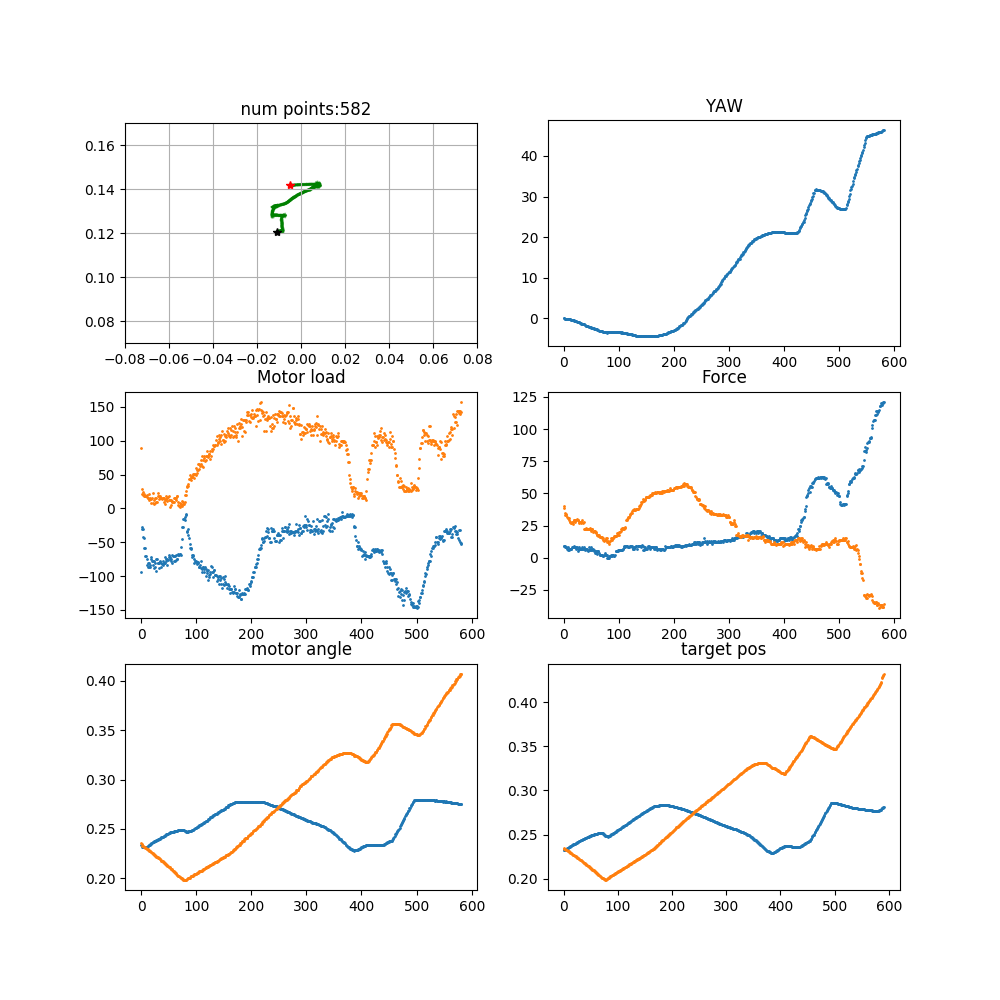 num points:582
0.16
0.14
0.12
0.10
0.08
−0.08 −0.06 −0.04 −0.02 0.00 0.02 0.04 0.06 0.08
YAW
40
30
20
10
0
0 100 200 300 400 500 600
Motor load
150
100
50
0
−50
−100
−150
0 100 200 300 400 500 600
Force
125
100
75
50
25
0
−25
0 100 200 300 400 500 600
motor angle
0.40
0.35
0.30
0.25
0.20
0 100 200 300 400 500 600
target pos
0.40
0.35
0.30
0.25
0.20
0 100 200 300 400 500 600